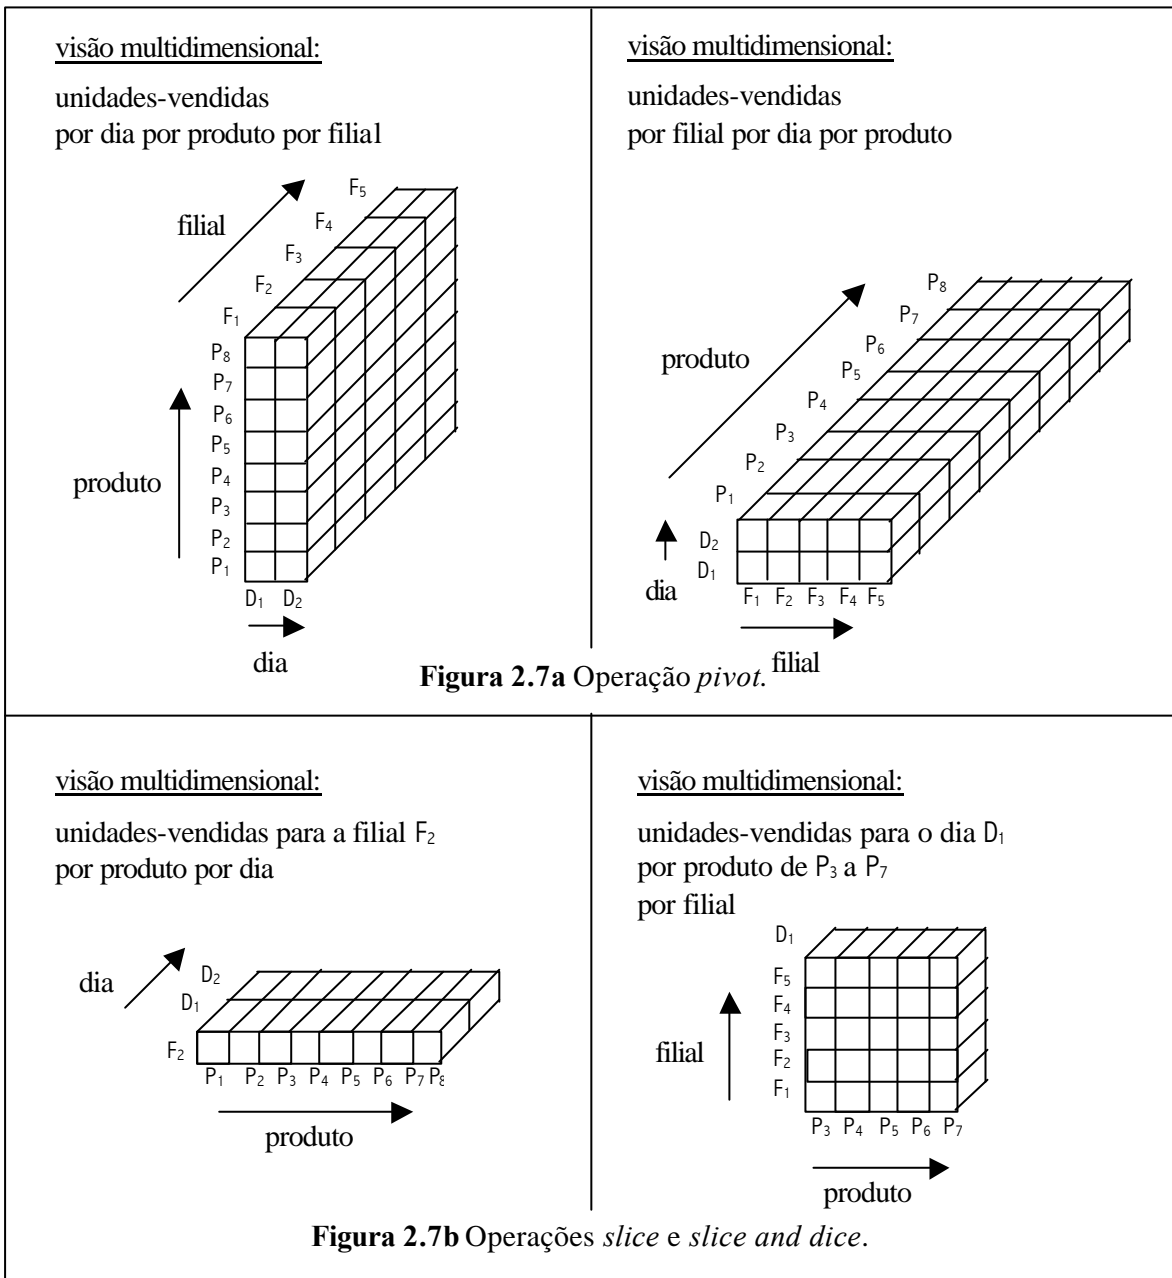 visão multidimensional:
unidades-vendidas
por dia por produto por filial
filial
F5
F4
F3
F2
F1
P8
P7
P6
P5
P4
P3
P2
P1
produto
D1 D2
dia
visão multidimensional:
unidades-vendidas
por filial por dia por produto
produto
P8
P7
P6
P5
P4
P3
P2
P1
D2
D1
dia
F1 F2 F3 F4 F5
filial
Figura 2.7a Operação pivot.
visão multidimensional:
unidades-vendidas para a filial F2
por produto por dia
dia
D2
D1
F2
P1 P2 P3 P4 P5 P6 P7 P8
produto
visão multidimensional:
unidades-vendidas para o dia D1
por produto de P3 a P7
por filial
D1
F5
F4
F3
F2
F1
filial
P3 P4 P5 P6 P7
produto
Figura 2.7b Operações slice e slice and dice.